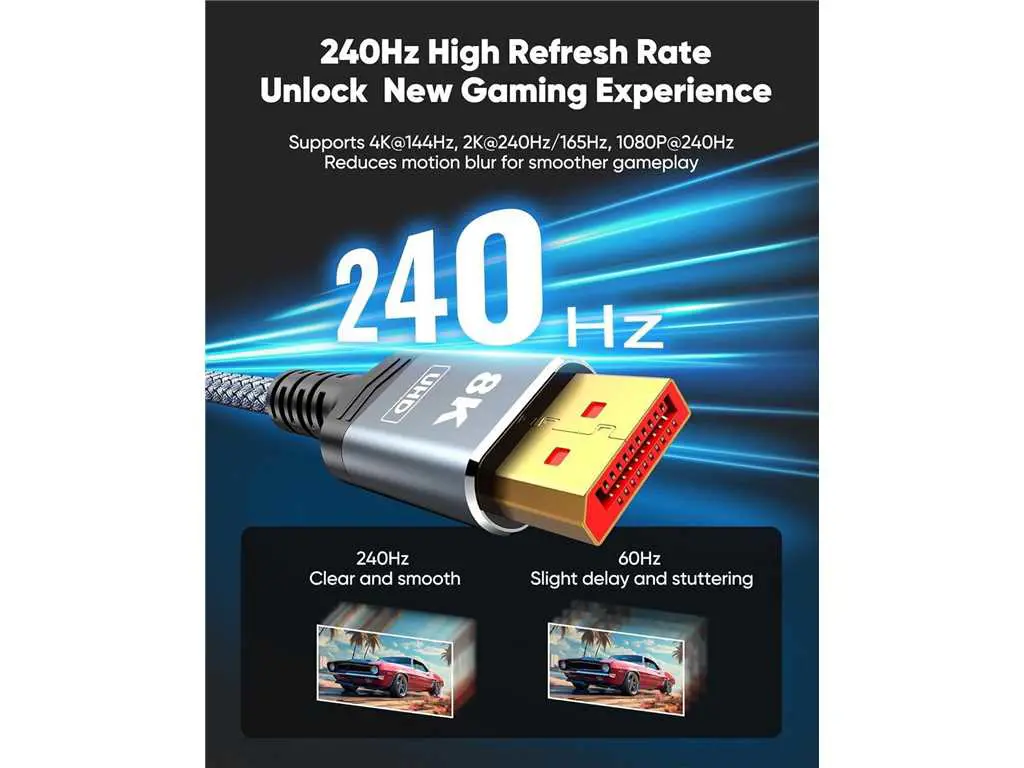 240Hz High Refresh Rate
Unlock New Gaming Experience
Supports 4K@144Hz, 2K@240Hz/165Hz, 1080P@240Hz
Reduces motion blur for smoother gameplay
240 Hz
8K
UHD
240Hz
Clear and smooth
60Hz
Slight delay and stuttering